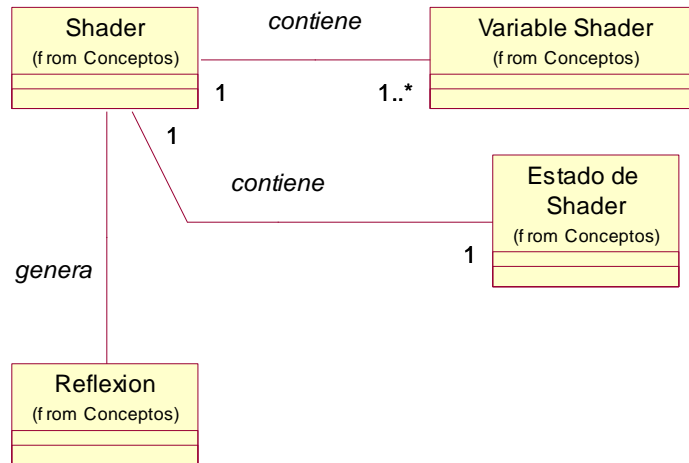 Shader
(from Conceptos)
contiene
Variable Shader
(from Conceptos)
1
1..*
1
contiene
Estado de
Shader
(from Conceptos)
1
genera
Reflexion
(from Conceptos)